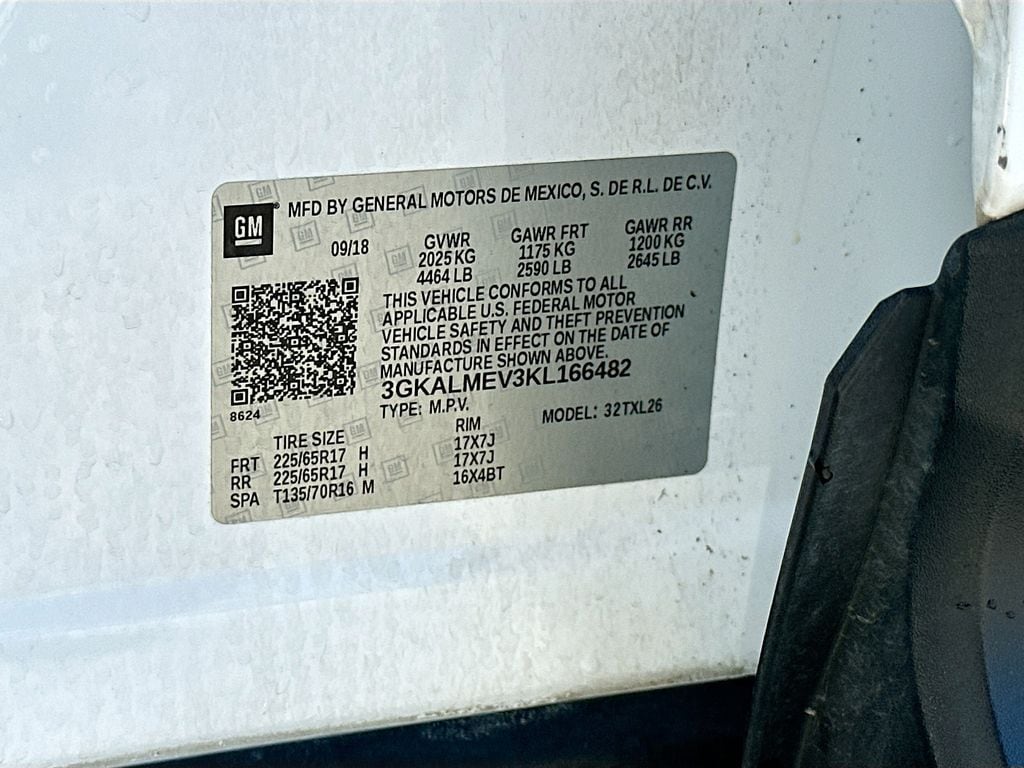 GM
MFD BY GENERAL MOTORS DE MEXICO, S. DE R.L. DE C.V.
09/18
GVWR
2025 KG
4464 LB
GAWR FRT
1175 KG
2590 LB
GAWR RR
1200 KG
2645 LB
THIS VEHICLE CONFORMS TO ALL
APPLICABLE U.S. FEDERAL MOTOR
VEHICLE SAFETY AND THEFT PREVENTION
STANDARDS IN EFFECT ON THE DATE OF
MANUFACTURE SHOWN ABOVE.
3GKALMEV3KL166482
8624
TYPE: M.P.V. MODEL: 32TXL26
TIRE SIZE RIM
FRT 225/65R17 H 17X7J
RR 225/65R17 H 17X7J
SPA T135/70R16 M 16X4BT